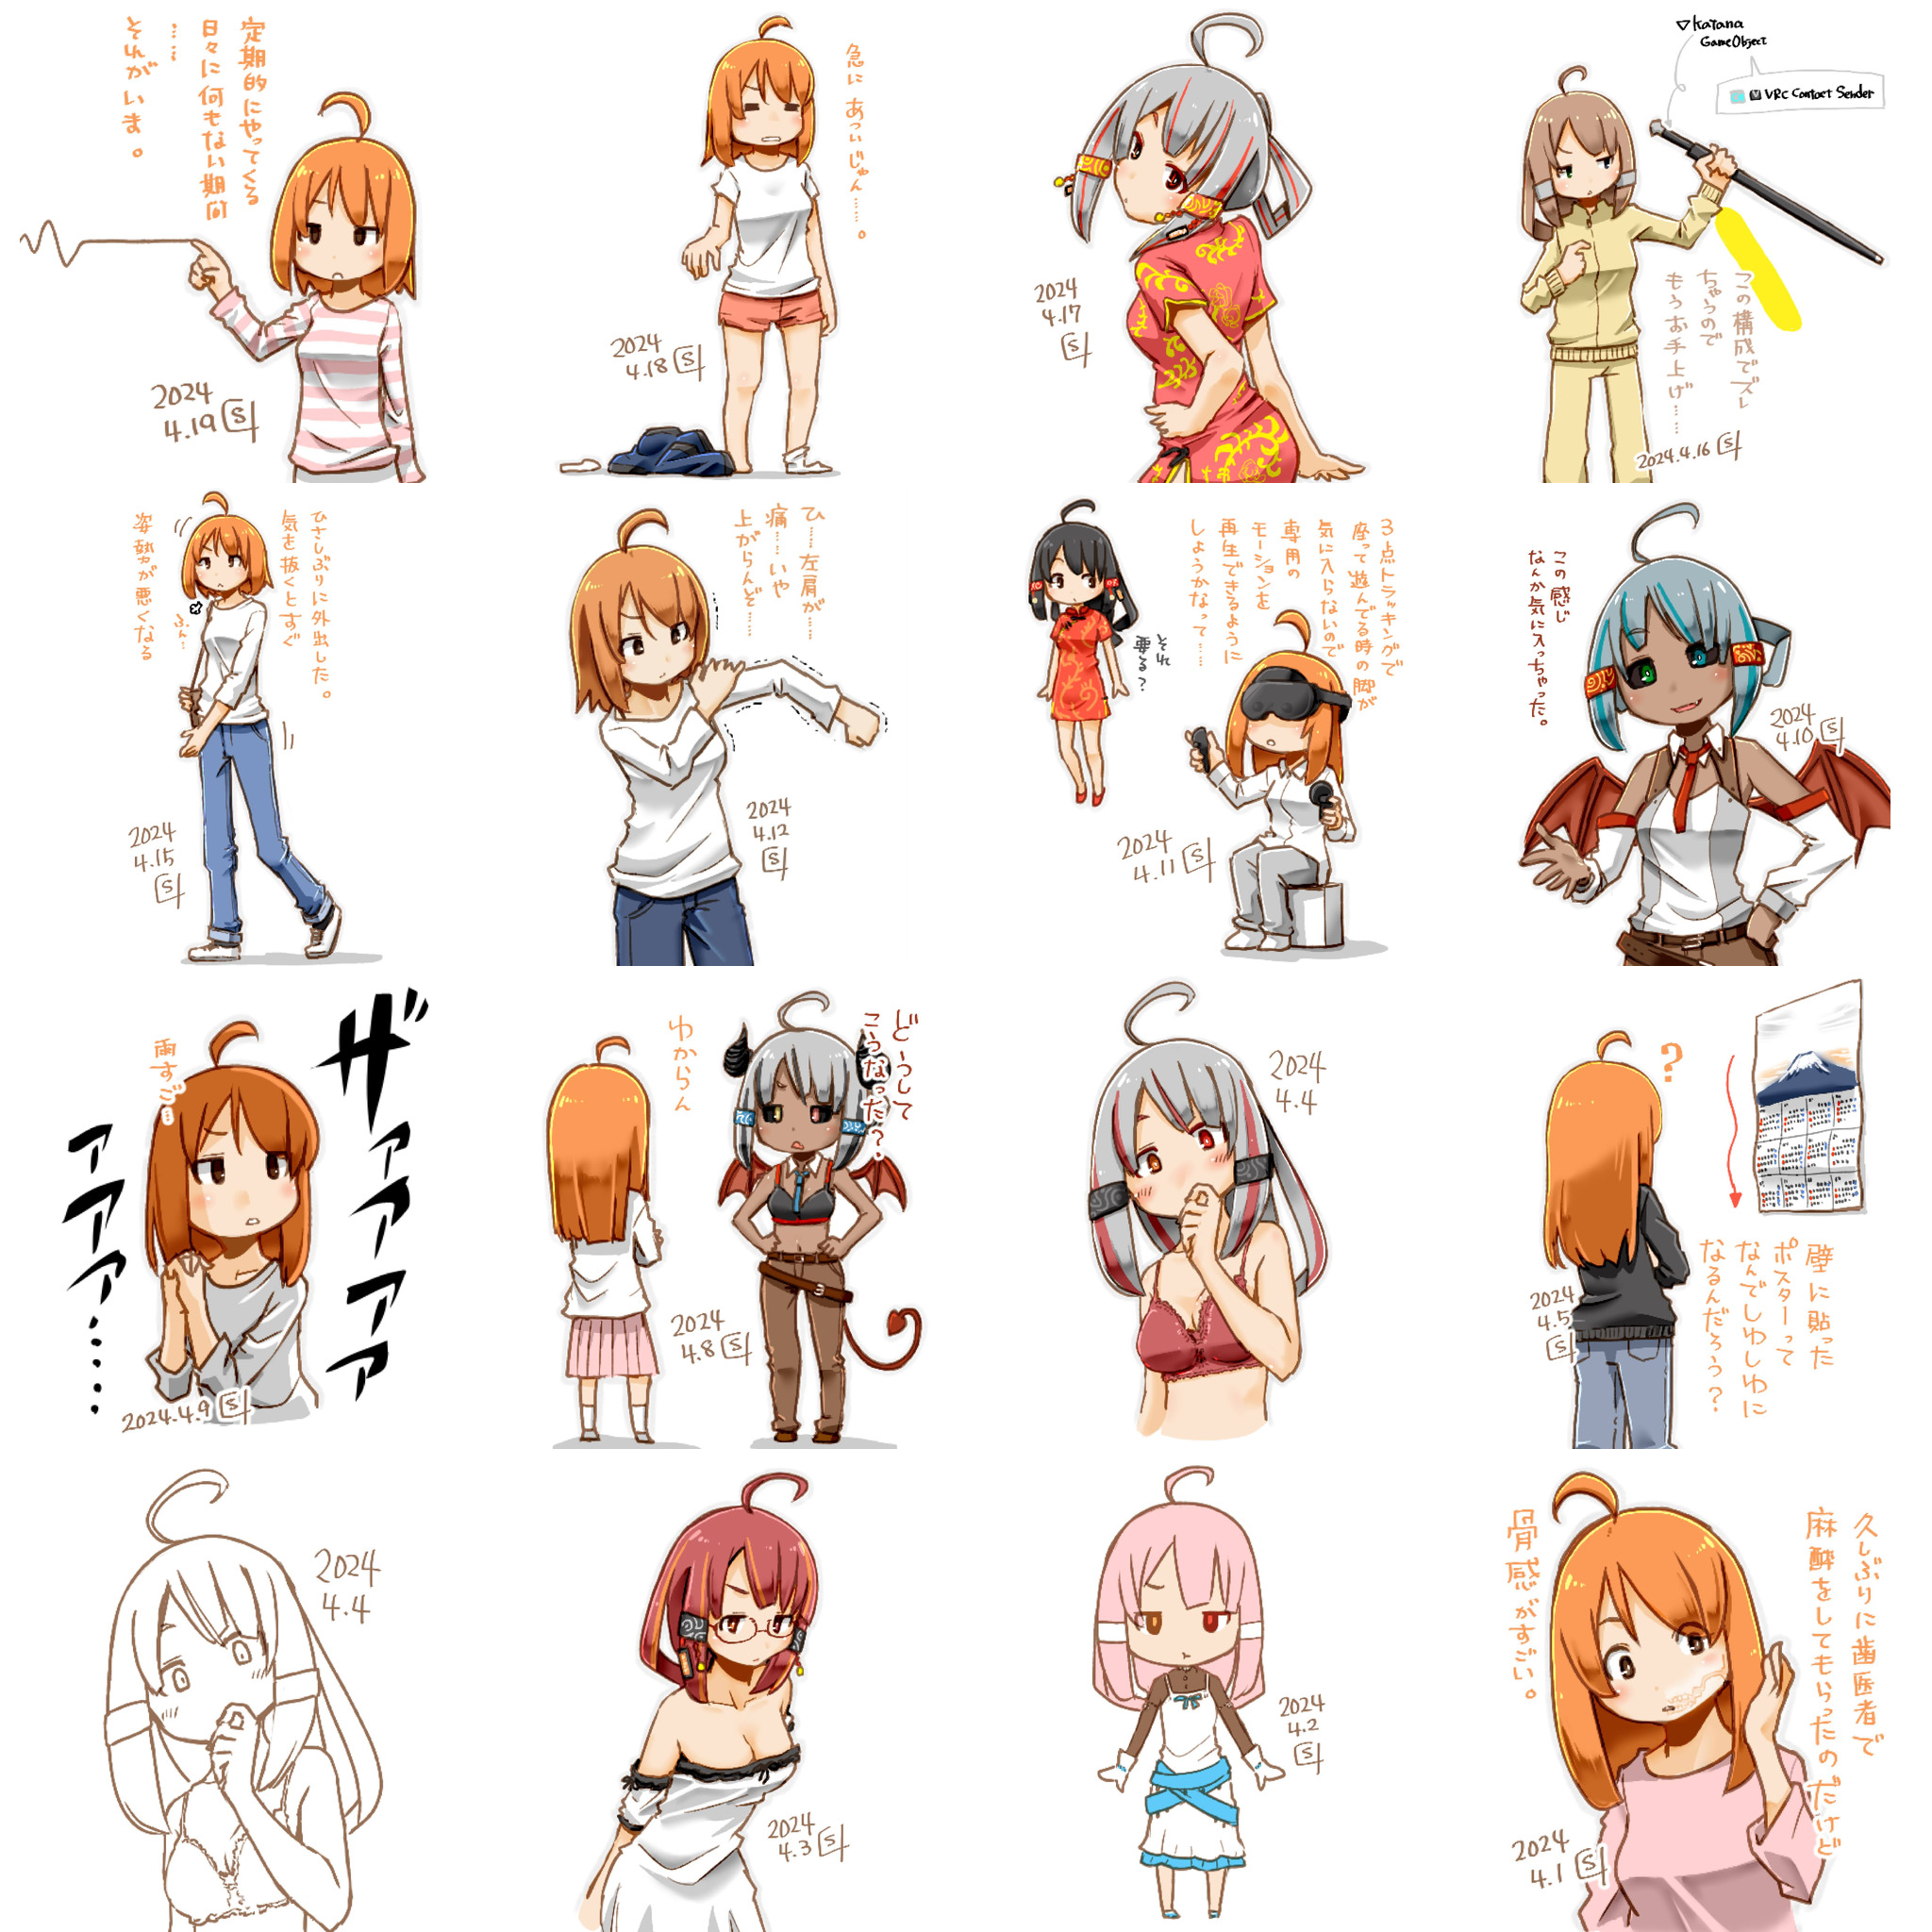 定期的にやってくる
日々に何もない期間
……
それがいま。
2024
4.19
急にあついじゃん……。
2024
4.18
2024
4.17
▽Katana
GameObject
VRC Contact Sender
この構成でズレ
ちゃうので
もうお手上げ……
2024.4.16
ひさしぶりに外出した。
気を抜くとすぐ
姿勢が悪くなる
ふん…
2024
4.15
ひ……左肩が……
痛……いや
上がらんぞ……
2024
4.12
3点トラッキングで
座って遊んでる時の脚が
気に入らないので
専用の
モーションを
再生できるように
しようかなって……
それ
要る?
2024
4.11
この感じ
なんか気に入っちゃった。
2024
4.10
ザァァアァァ
アアアァ……
雨すご…
2024.4.9
どーうして
こうなった?
わからん
2024
4.8
2024
4.4
?
壁に貼った
ポスターって
なんでしわしわに
なるんだろう?
2024
4.5
2024
4.4
2024
4.3
2024
4.2
久しぶりに歯医者で
麻酔をしてもらったのだけど
骨感がすごい。
2024
4.1